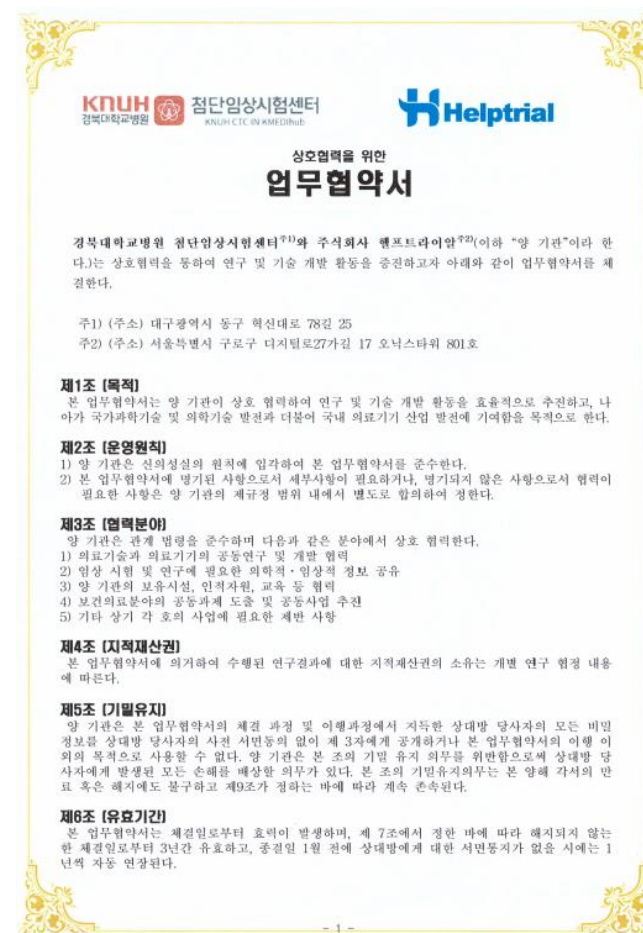 KNUH
경북대학교병원
첨단임상시험센터
KNUH CTC IN KMEDIhub
Helptrial
상호협력을 위한
업무협약서
경북대학교병원 첨단임상시험센터주1)와 주식회사 헬프트라이알주2)(이하 "양 기관"이라 한
다.)는 상호협력을 통하여 연구 및 기술 개발 활동을 증진하고자 아래와 같이 업무협약서를 체
결한다.
주1) (주소) 대구광역시 동구 혁신대로 78길 25
주2) (주소) 서울특별시 구로구 디지털로27가길 17 오닉스타워 801호
제1조 [목적]
본 업무협약서는 양 기관이 상호 협력하여 연구 및 기술 개발 활동을 효율적으로 추진하고, 나
아가 국가과학기술 및 의학기술 발전과 더불어 국내 의료기기 산업 발전에 기여함을 목적으로 한다.
제2조 [운영원칙]
1) 양 기관은 신의성실의 원칙에 입각하여 본 업무협약서를 준수한다.
2) 본 업무협약서에 명기된 사항으로서 세부사항이 필요하거나, 명기되지 않은 사항으로서 협력이
필요한 사항은 양 기관의 제규정 범위 내에서 별도로 합의하여 정한다.
제3조 [협력분야]
양 기관은 관계 법령을 준수하며 다음과 같은 분야에서 상호 협력한다.
1) 의료기술과 의료기기의 공동연구 및 개발 협력
2) 임상 시험 및 연구에 필요한 의학적·임상적 정보 공유
3) 양 기관의 보유시설, 인적자원, 교육 등 협력
4) 보건의료분야의 공동과제 도출 및 공동사업 추진
5) 기타 상기 각 호의 사업에 필요한 제반 사항
제4조 [지적재산권]
본 업무협약서에 의거하여 수행된 연구결과에 대한 지적재산권의 소유는 개별 연구 협정 내용
에 따른다.
제5조 [기밀유지]
양 기관은 본 업무협약서의 체결 과정 및 이행과정에서 지득한 상대방 당사자의 모든 비밀
정보를 상대방 당사자의 사전 서면동의 없이 제 3자에게 공개하거나 본 업무협약서의 이행 이
외의 목적으로 사용할 수 없다. 양 기관은 본 조의 기밀 유지 의무를 위반함으로써 상대방 당
사자에게 발생된 모든 손해를 배상할 의무가 있다. 본 조의 기밀유지의무는 본 양해 각서의 만
료 혹은 해지에도 불구하고 제9조가 정하는 바에 따라 계속 존속된다.
제6조 [유효기간]
본 업무협약서는 체결일로부터 효력이 발생하며, 제 7조에서 정한 바에 따라 해지되지 않는
한 체결일로부터 3년간 유효하고, 종결일 1월 전에 상대방에게 대한 서면통지가 없을 시에는 1
년씩 자동 연장된다.
- 1 -